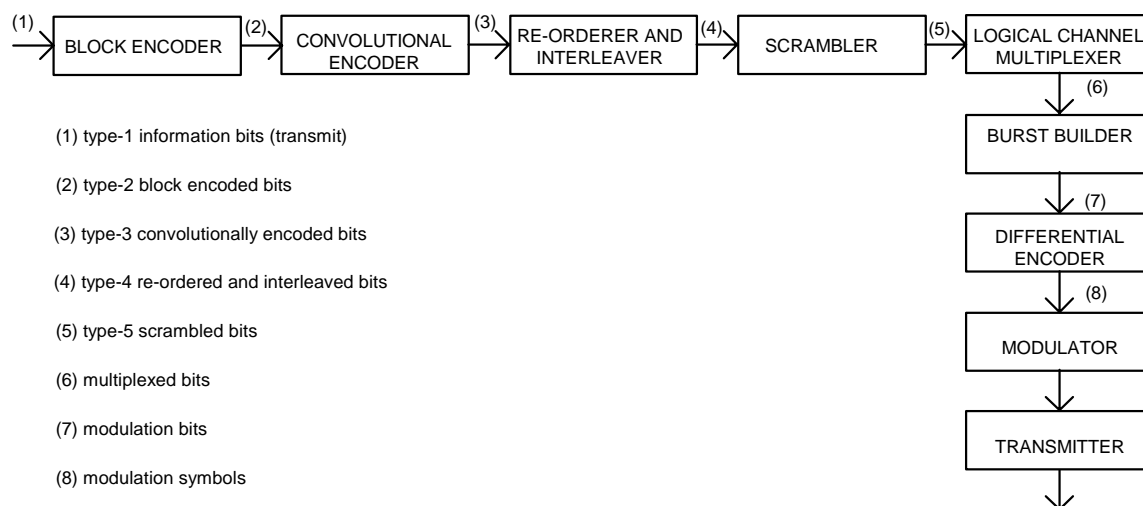 (1)
BLOCK ENCODER
(2)
CONVOLUTIONAL
ENCODER
(3)
RE-ORDERER AND
INTERLEAVER
(4)
SCRAMBLER
(5)
LOGICAL CHANNEL
MULTIPLEXER
(6)
BURST BUILDER
(7)
DIFFERENTIAL
ENCODER
(8)
MODULATOR
TRANSMITTER
(1) type-1 information bits (transmit)
(2) type-2 block encoded bits
(3) type-3 convolutionally encoded bits
(4) type-4 re-ordered and interleaved bits
(5) type-5 scrambled bits
(6) multiplexed bits
(7) modulation bits
(8) modulation symbols